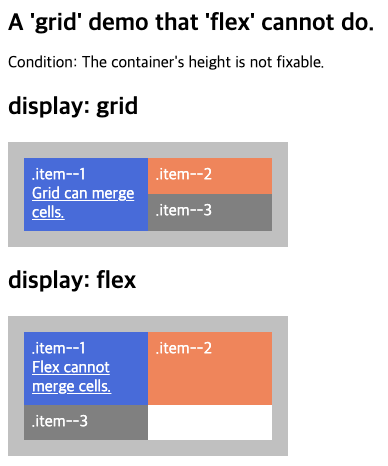 A 'grid' demo that 'flex' cannot do.
Condition: The container's height is not fixable.
display: grid
.item--1
Grid can merge
cells.
.item--2
.item--3
display: flex
.item--1
Flex cannot
merge cells.
.item--2
.item--3